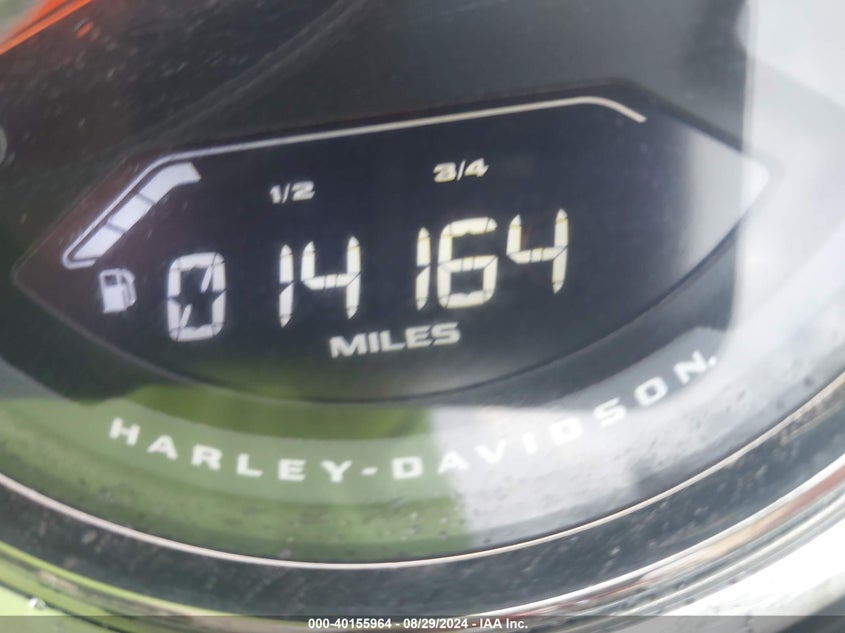 1/2 3/4
014164
MILES
HARLEY-DAVIDSON.
000-40155964 - 08/29/2024 - IAA Inc.